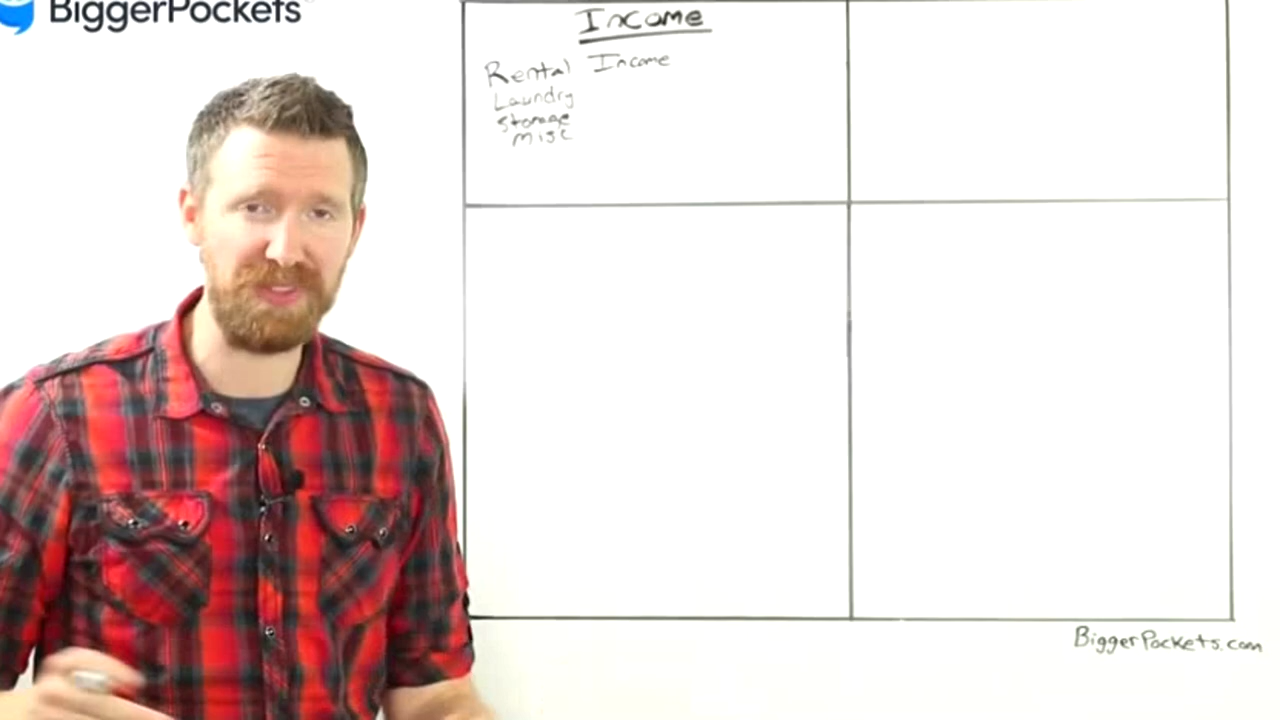 BiggerPockets
Income
Rental Income
Laundry
Storage
Misc
BiggerPockets.com